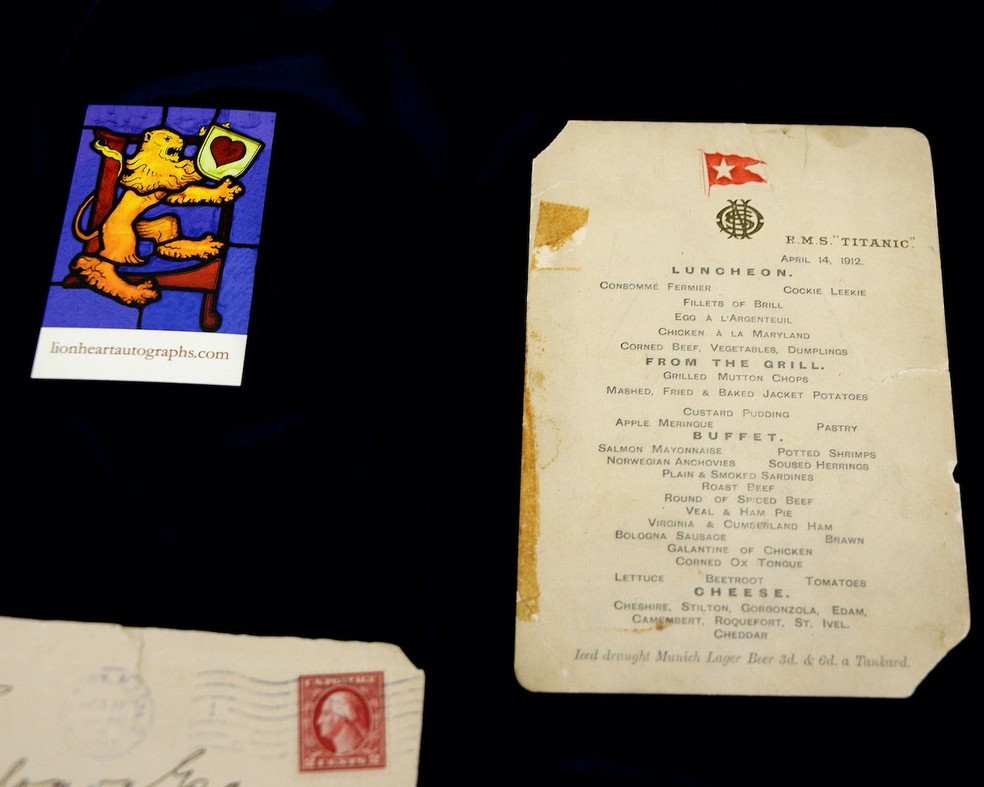 lionheartautographs.com
R.M.S. "TITANIC".
APRIL 14, 1912.
LUNCHEON.
CONSOMMÉ FERMIER COCKIE LEEKIE
FILLETS OF BRILL
EGG À L'ARGENTEUIL
CHICKEN À LA MARYLAND
CORNED BEEF, VEGETABLES, DUMPLINGS
FROM THE GRILL.
GRILLED MUTTON CHOPS
MASHED, FRIED & BAKED JACKET POTATOES
CUSTARD PUDDING
APPLE MERINGUE PASTRY
BUFFET.
SALMON MAYONNAISE POTTED SHRIMPS
NORWEGIAN ANCHOVIES SOUSED HERRINGS
PLAIN & SMOKED SARDINES
ROAST BEEF
ROUND OF SPICED BEEF
VEAL & HAM PIE
VIRGINIA & CUMBERLAND HAM
BOLOGNA SAUSAGE BRAWN
GALANTINE OF CHICKEN
CORNED OX TONGUE
LETTUCE BEETROOT TOMATOES
CHEESE.
CHESHIRE, STILTON, GORGONZOLA, EDAM,
CAMEMBERT, ROQUEFORT, ST. IVEL,
CHEDDAR
Iced draught Munich Lager Beer 3d. & 6d. a Tankard.
U.S. POSTAGE
2 CENTS 2